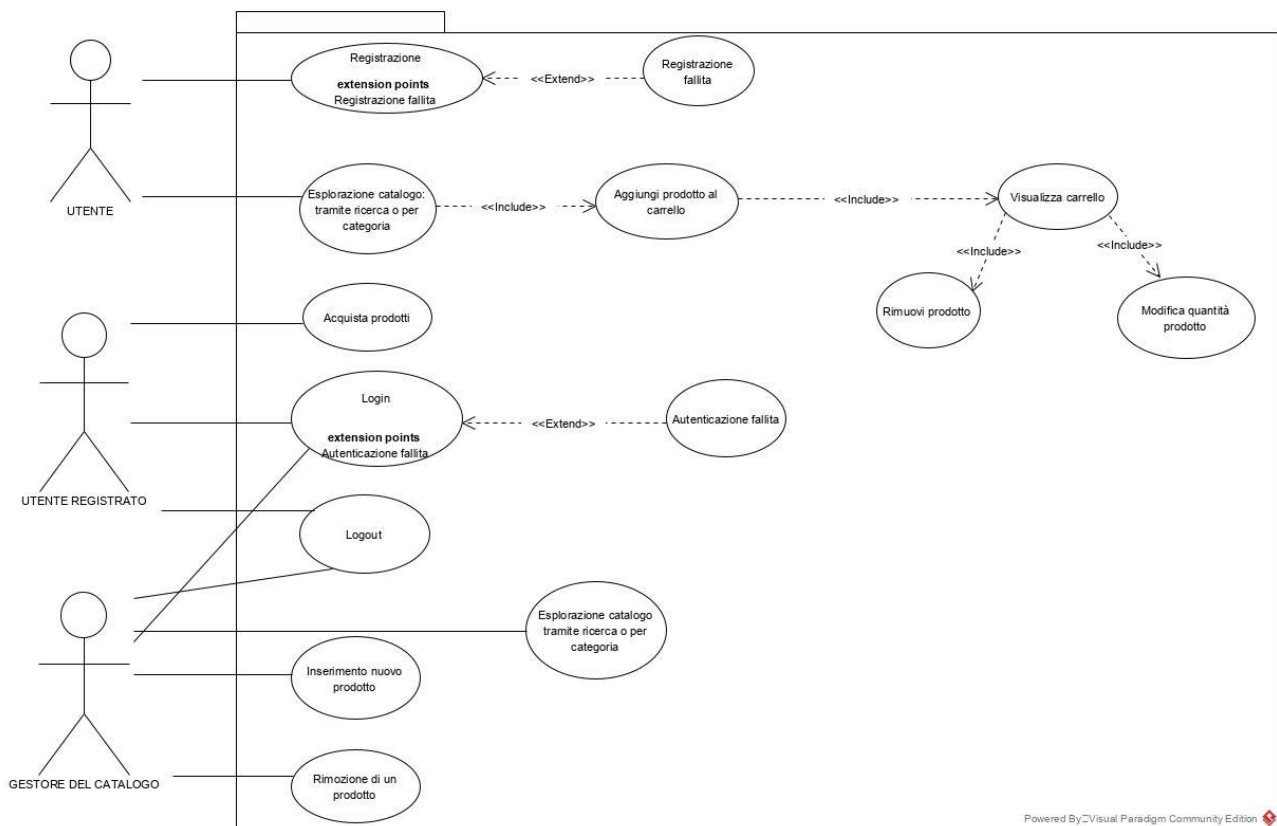 Registrazione
extension points
Registrazione fallita
<<Extend>>
Registrazione
fallita
UTENTE
Esplorazione catalogo:
tramite ricerca o per
categoria
<<Include>>
Aggiungi prodotto al
carrello
<<Include>>
Visualizza carrello
<<Include>>
<<Include>>
Rimuovi prodotto
Modifica quantità
prodotto
Acquista prodotti
Login
extension points
Autenticazione fallita
<<Extend>>
Autenticazione fallita
UTENTE REGISTRATO
Logout
Esplorazione catalogo
tramite ricerca o per
categoria
Inserimento nuovo
prodotto
GESTORE DEL CATALOGO
Rimozione di un
prodotto
Powered By Visual Paradigm Community Edition